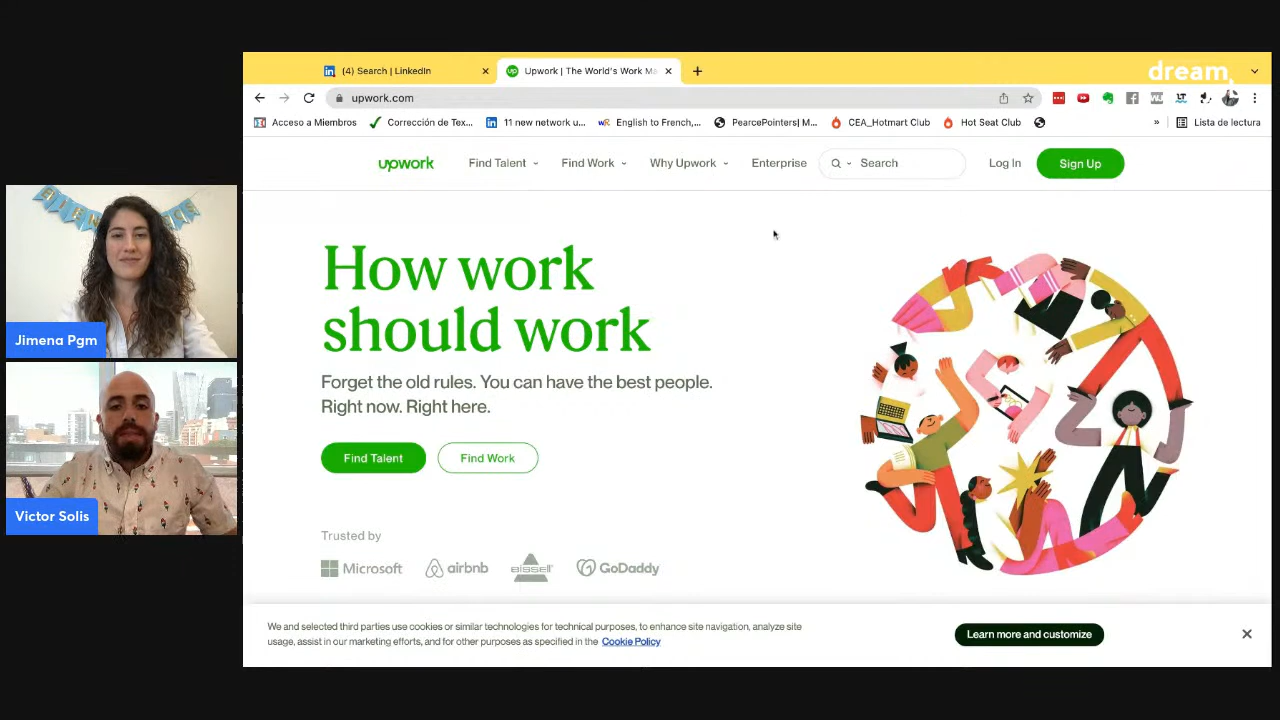 (4) Search | LinkedIn
Upwork | The World's Work Ma
dream.
upwork.com
Acceso a Miembros
Corrección de Tex...
11 new network u...
English to French,...
PearcePointers| M...
CEA_Hotmart Club
Hot Seat Club
»
Lista de lectura
upwork
Find Talent
Find Work
Why Upwork
Enterprise
Search
Log In
Sign Up
How work
should work
Forget the old rules. You can have the best people.
Right now. Right here.
Find Talent
Find Work
Trusted by
Microsoft
airbnb
BISSELL
GoDaddy
We and selected third parties use cookies or similar technologies for technical purposes, to enhance site navigation, analyze site
usage, assist in our marketing efforts, and for other purposes as specified in the Cookie Policy
Learn more and customize
Jimena Pgm
Victor Solis